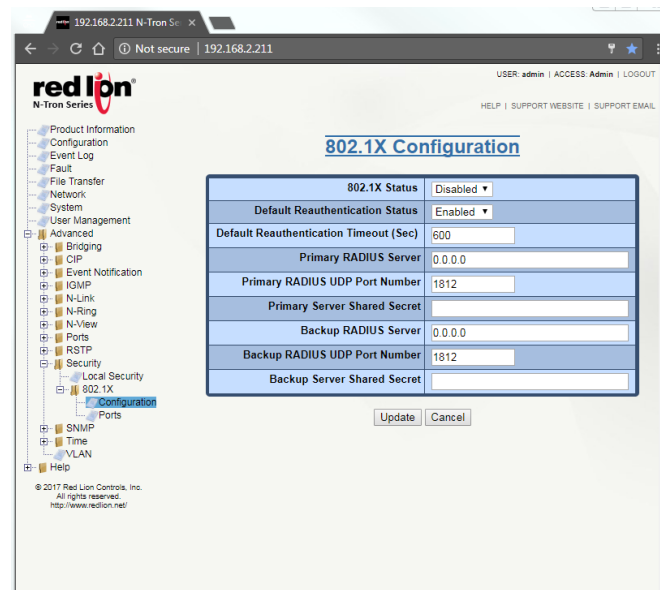 192.168.2.211 N-Tron Se
Not secure | 192.168.2.211
USER: admin | ACCESS: Admin | LOGOUT
red lion®
N-Tron Series
HELP | SUPPORT WEBSITE | SUPPORT EMAIL
Product Information
Configuration
Event Log
Fault
File Transfer
Network
System
User Management
Advanced
Bridging
CIP
Event Notification
IGMP
N-Link
N-Ring
N-View
Ports
RSTP
Security
Local Security
802.1X
Configuration
Ports
SNMP
Time
VLAN
Help
© 2017 Red Lion Controls, Inc.
All rights reserved.
http://www.redlion.net/
802.1X Configuration
802.1X Status Disabled
Default Reauthentication Status Enabled
Default Reauthentication Timeout (Sec) 600
Primary RADIUS Server 0.0.0.0
Primary RADIUS UDP Port Number 1812
Primary Server Shared Secret
Backup RADIUS Server 0.0.0.0
Backup RADIUS UDP Port Number 1812
Backup Server Shared Secret
Update Cancel